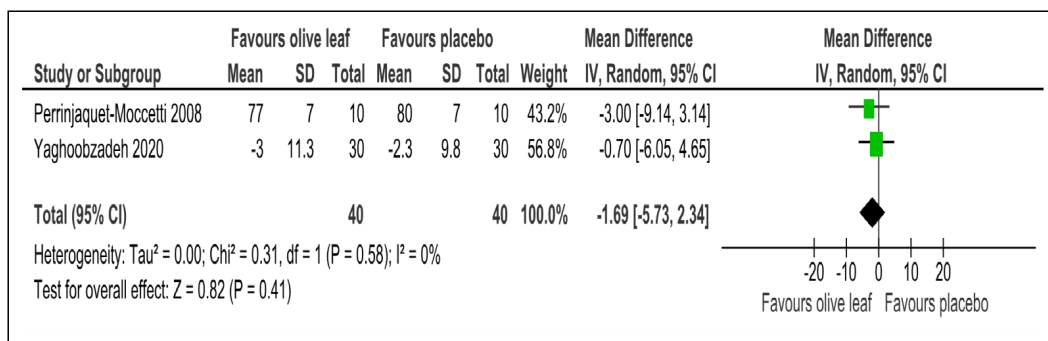 Favours olive leaf Favours placebo Mean Difference Mean Difference
Study or Subgroup Mean SD Total Mean SD Total Weight IV, Random, 95% CI IV, Random, 95% CI
Perrinjaquet-Moccetti 2008 77 7 10 80 7 10 43.2% -3.00 [-9.14, 3.14]
Yaghoobzadeh 2020 -3 11.3 30 -2.3 9.8 30 56.8% -0.70 [-6.05, 4.65]
Total (95% CI) 40 40 100.0% -1.69 [-5.73, 2.34]
Heterogeneity: Tau² = 0.00; Chi² = 0.31, df = 1 (P = 0.58); I² = 0%
Test for overall effect: Z = 0.82 (P = 0.41)
-20 -10 0 10 20
Favours olive leaf Favours placebo